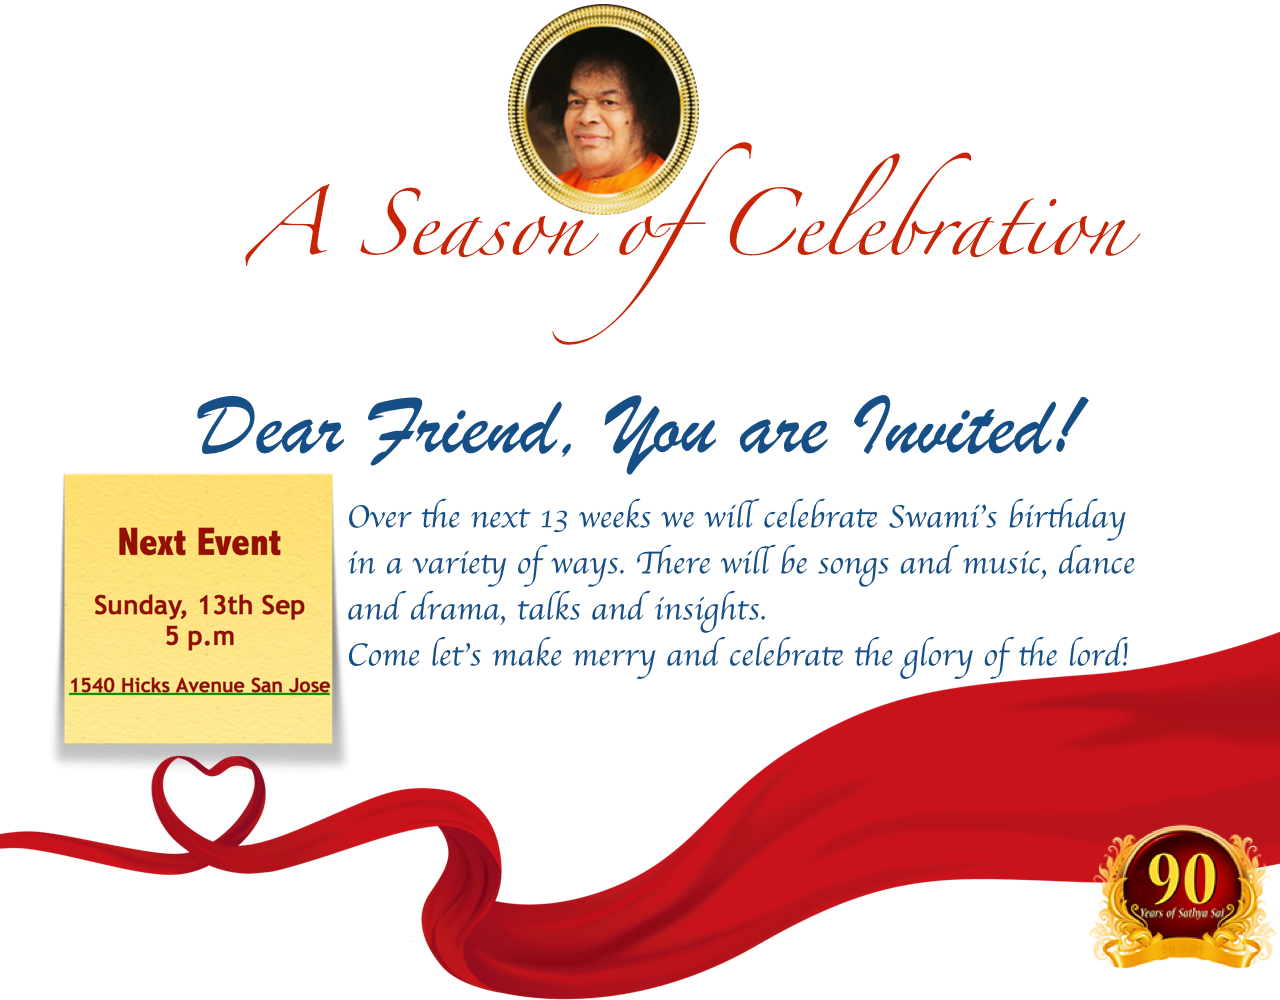 A Season of Celebration
Dear Friend, You are Invited!
Next Event
Sunday, 13th Sep
5 p.m
1540 Hicks Avenue San Jose
Over the next 13 weeks we will celebrate Swami's birthday
in a variety of ways. There will be songs and music, dance
and drama, talks and insights.
Come let's make merry and celebrate the glory of the lord!
90
Years of Sathya Sai